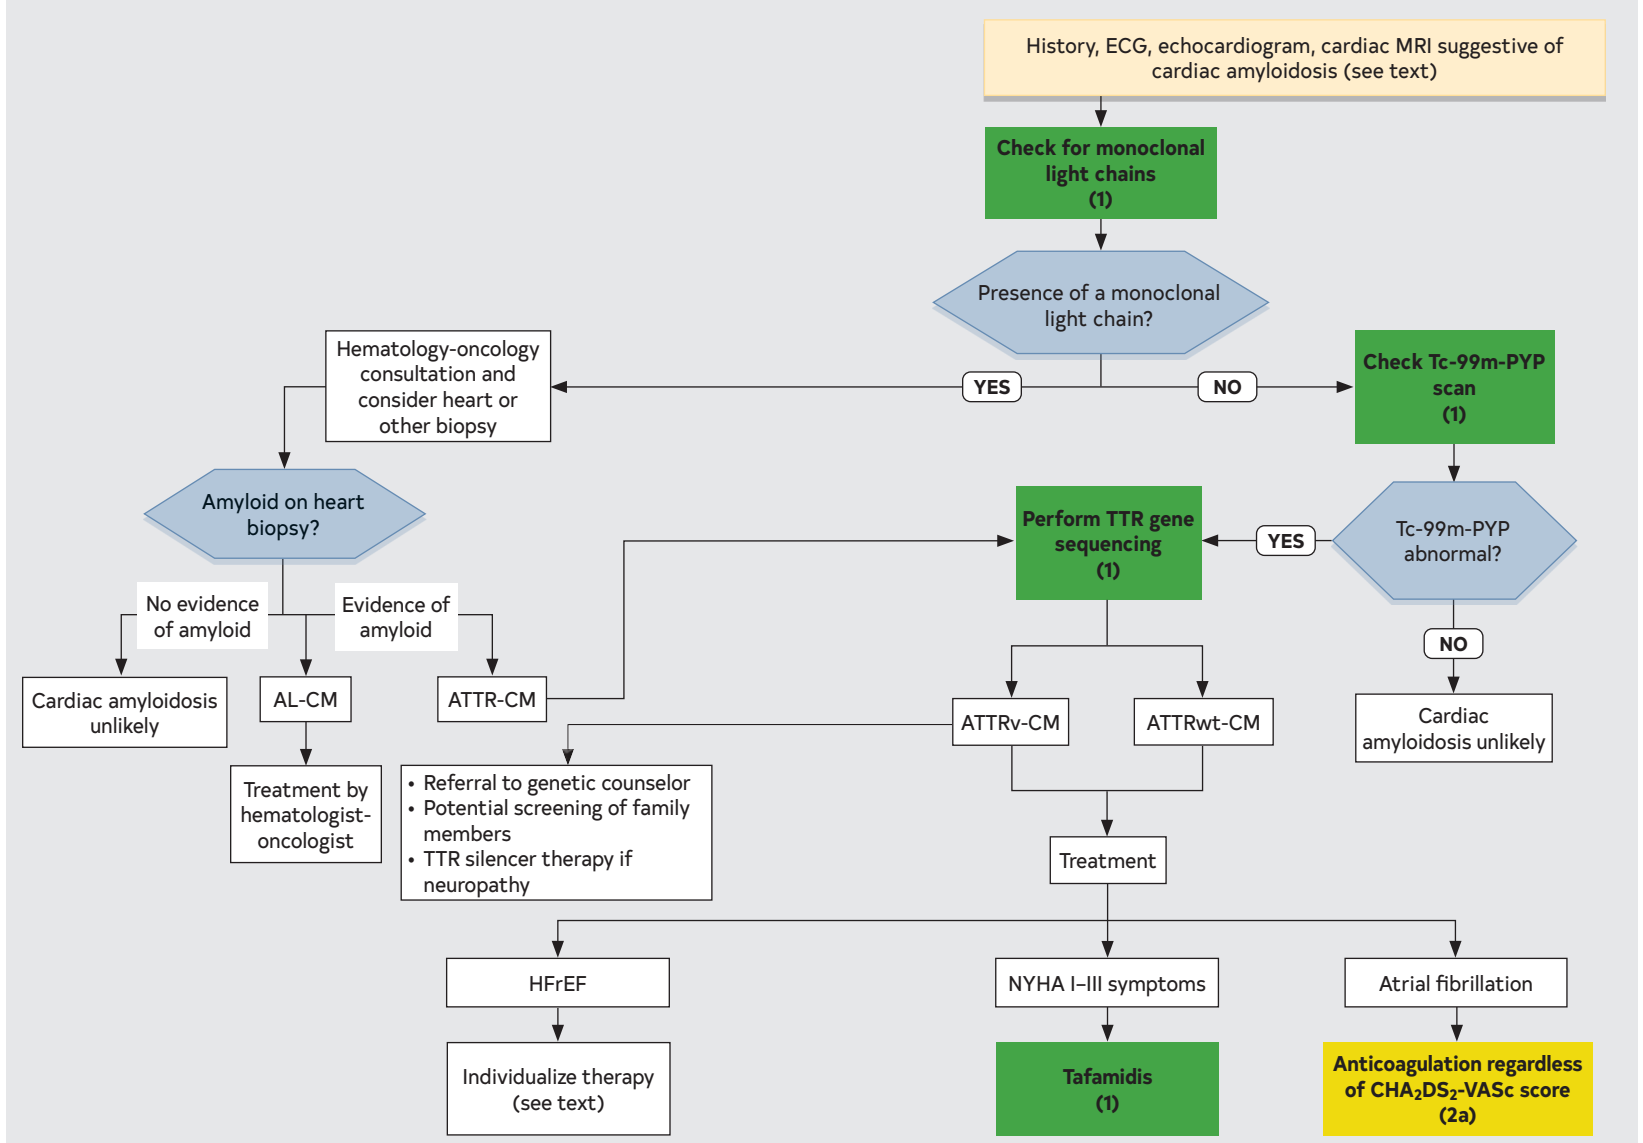 History, ECG, echocardiogram, cardiac MRI suggestive of
cardiac amyloidosis (see text)
Check for monoclonal
light chains
(1)
Presence of a monoclonal
light chain?
YES
NO
Hematology-oncology
consultation and
consider heart or
other biopsy
Check Tc-99m-PYP
scan
(1)
Amyloid on heart
biopsy?
Perform TTR gene
sequencing
(1)
YES
Tc-99m-PYP
abnormal?
No evidence
of amyloid
Evidence of
amyloid
NO
Cardiac amyloidosis
unlikely
AL-CM
ATTR-CM
ATTRv-CM
ATTRwt-CM
Cardiac
amyloidosis unlikely
Treatment by
hematologist-
oncologist
• Referral to genetic counselor
• Potential screening of family
members
• TTR silencer therapy if
neuropathy
Treatment
HFrEF
NYHA I–III symptoms
Atrial fibrillation
Individualize therapy
(see text)
Tafamidis
(1)
Anticoagulation regardless
of CHA₂DS₂-VASc score
(2a)